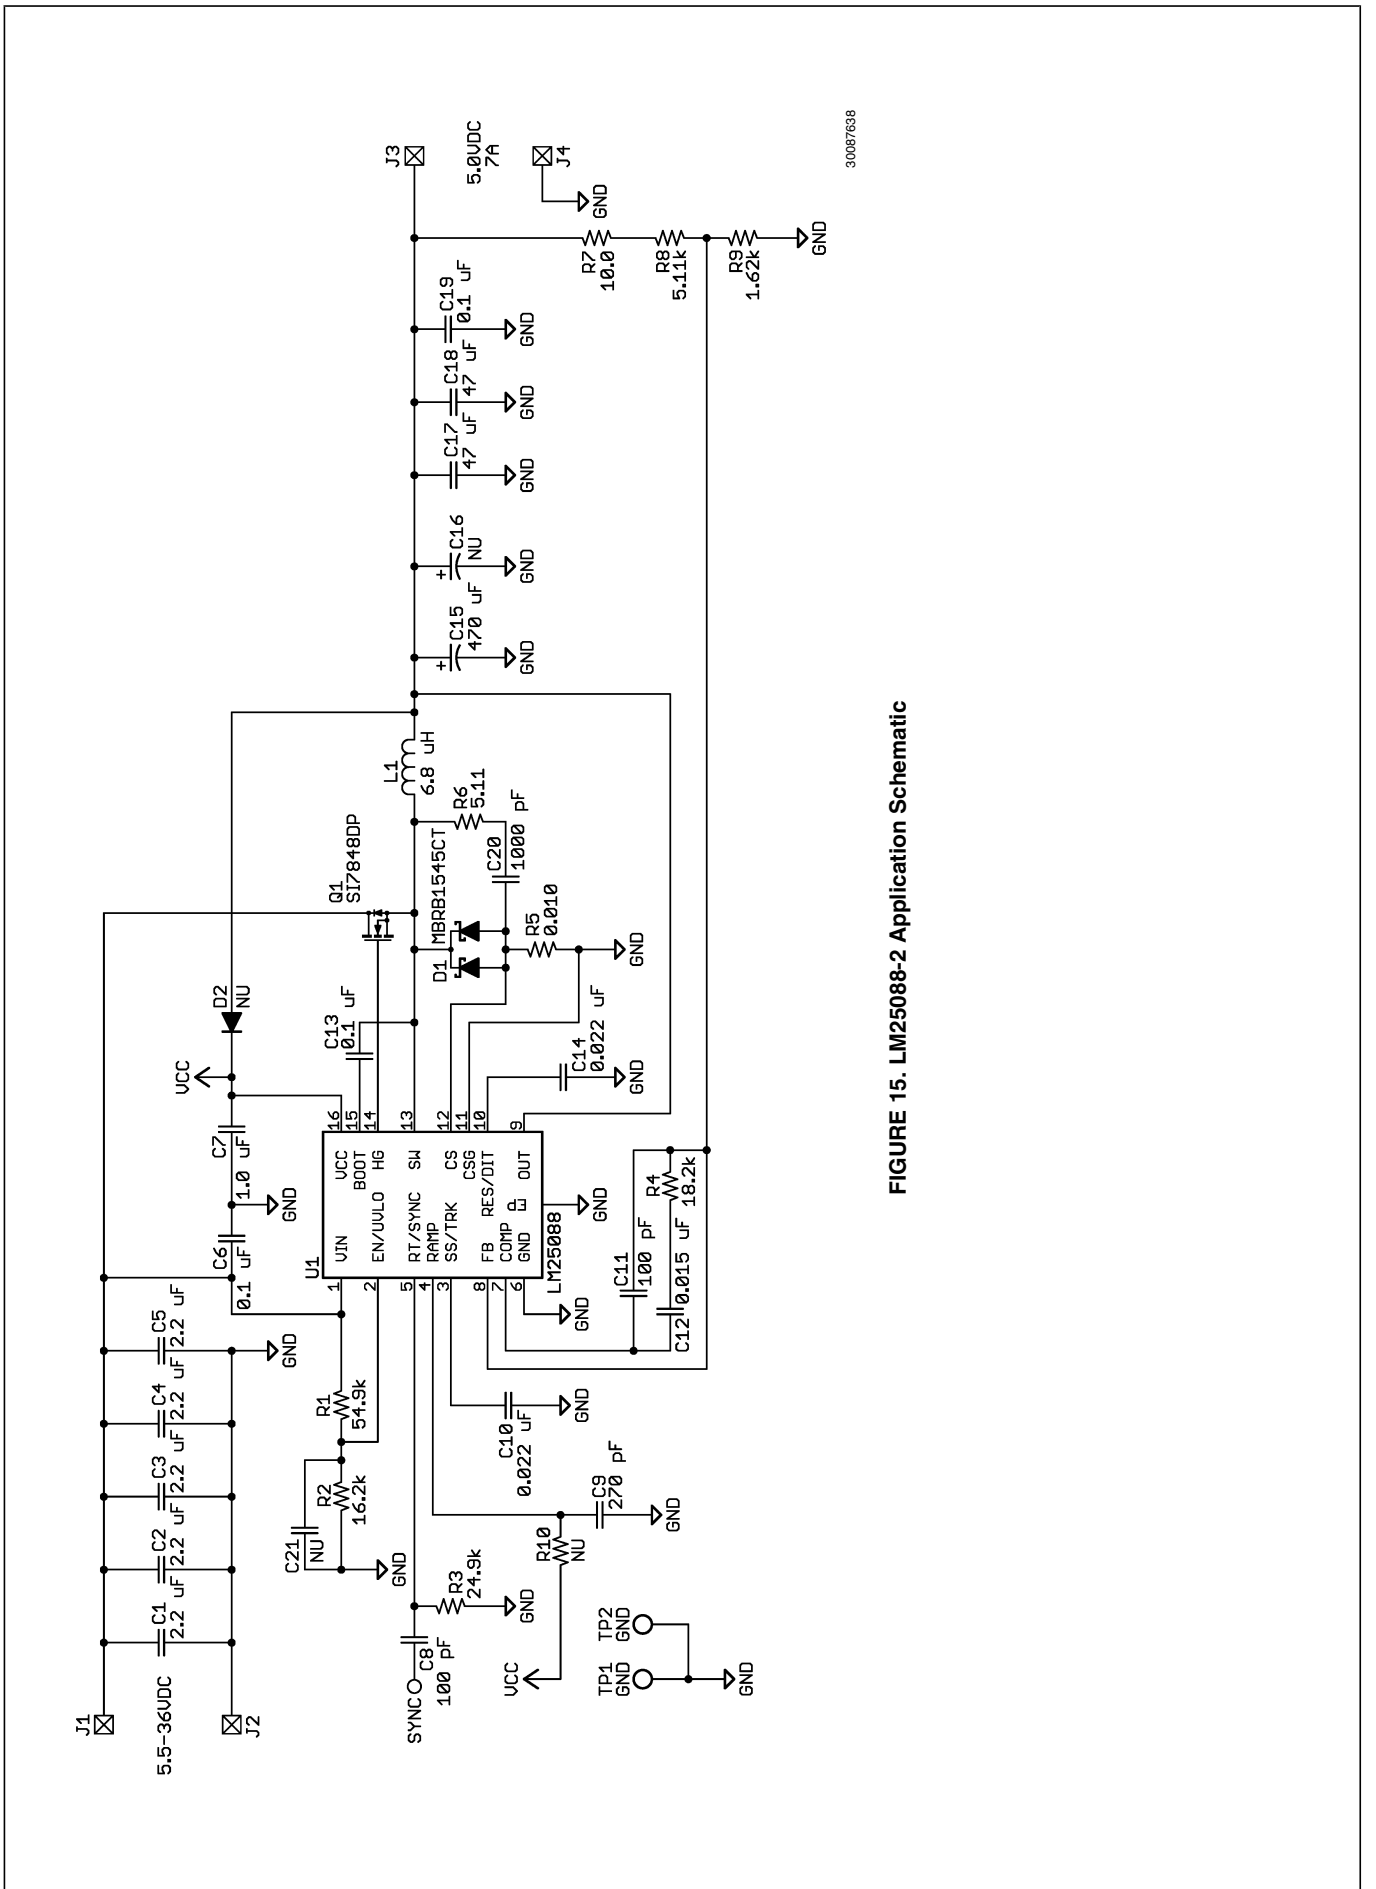 J1
5.5-36VDC
J2
C1
2.2 uF
C2
2.2 uF
C3
2.2 uF
C4
2.2 uF
C5
2.2 uF
GND
C6
0.1 uF
GND
C7
1.0 uF
VCC
D2
NU
Q1
SI7848DP
C21
NU
R2
16.2k
R1
54.9k
GND
SYNC
C8
100 pF
R3
24.9k
GND
VCC
R10
NU
C9
270 pF
GND
C10
0.022 uF
GND
TP1
GND
TP2
GND
GND
U1
LM25088
1
VIN
2
EN/UVLO
5
RT/SYNC
4
RAMP
3
SS/TRK
8
FB
7
COMP
6
GND
EP
16
VCC
15
BOOT
14
HG
13
SW
12
CS
11
CSG
10
RES/DIT
9
OUT
GND
GND
C11
100 pF
C12
0.015 uF
R4
18.2k
C13
0.1 uF
C14
0.022 uF
GND
D1
MBRB1545CT
R5
0.010
GND
C20
1000 pF
R6
5.11
L1
6.8 uH
C15
470 uF
GND
C16
NU
GND
C17
47 uF
GND
C18
47 uF
GND
C19
0.1 uF
GND
R7
10.0
R8
5.11k
R9
1.62k
GND
J3
5.0VDC
7A
J4
GND
30087638
FIGURE 15. LM25088-2 Application Schematic